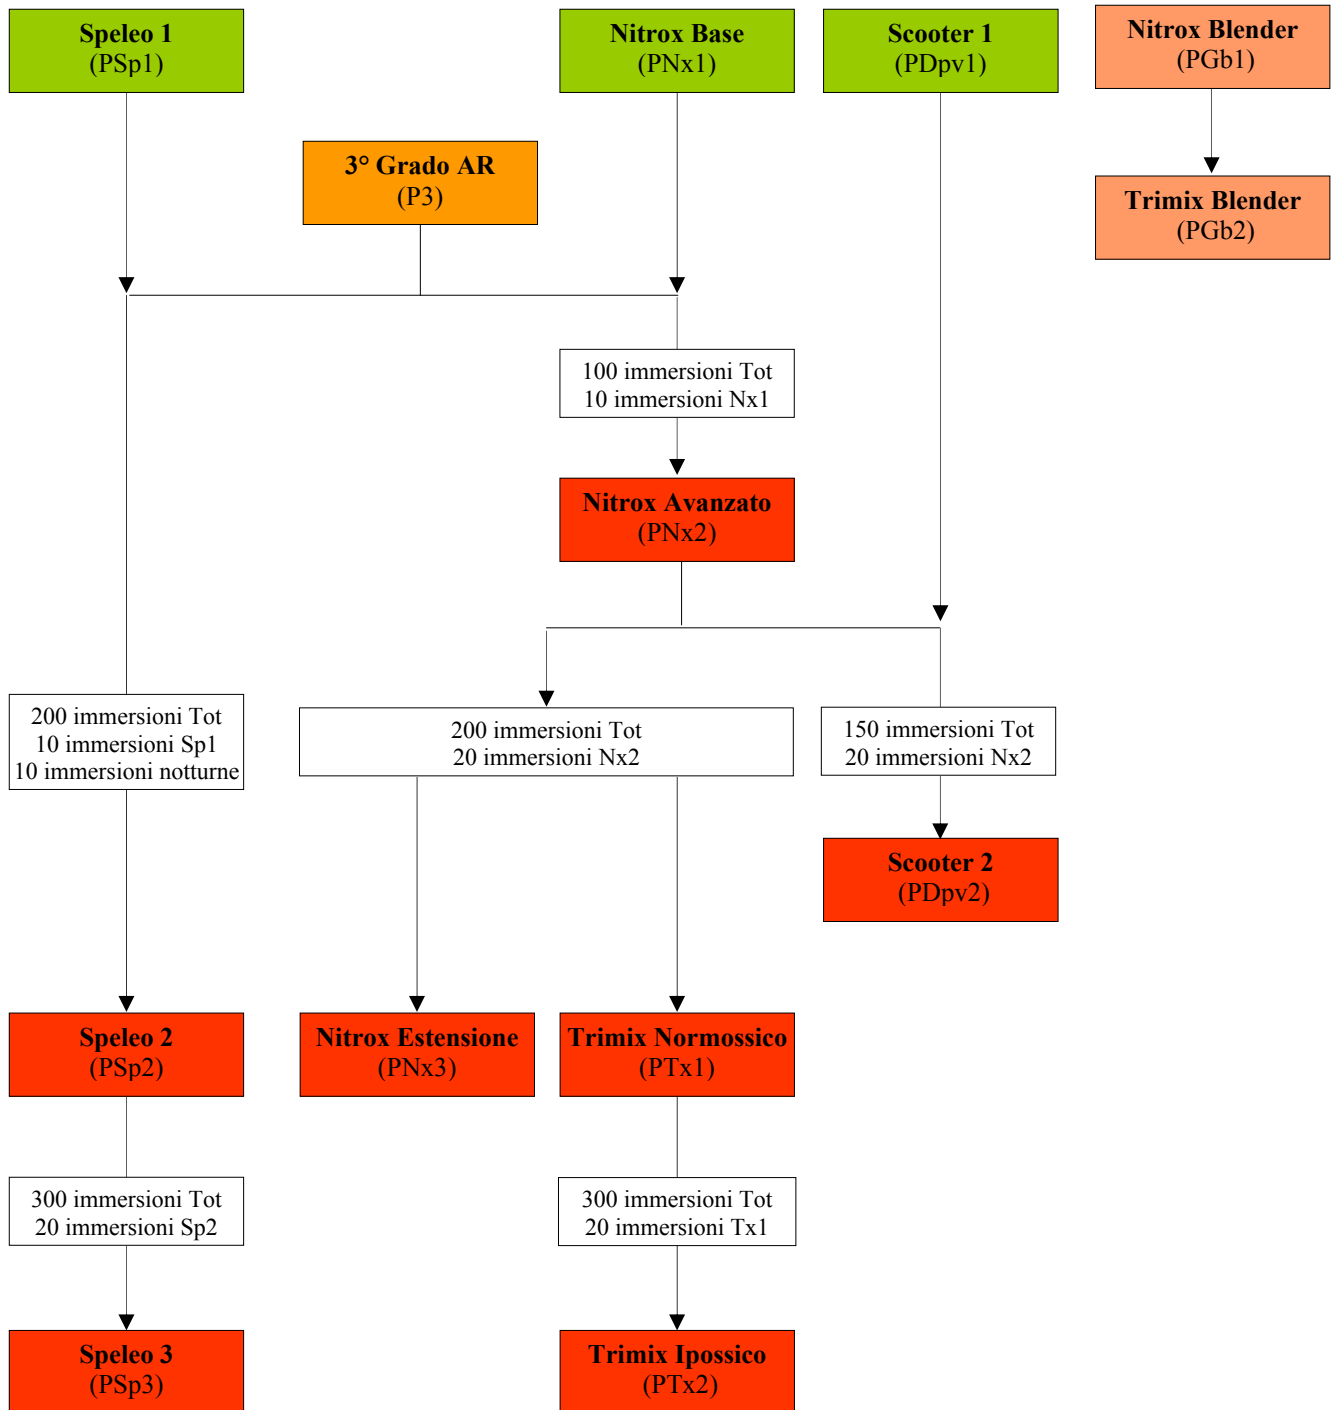 Speleo 1
(PSp1)
Nitrox Base
(PNx1)
Scooter 1
(PDpv1)
Nitrox Blender
(PGb1)
3° Grado AR
(P3)
Trimix Blender
(PGb2)
100 immersioni Tot
10 immersioni Nx1
Nitrox Avanzato
(PNx2)
200 immersioni Tot
10 immersioni Sp1
10 immersioni notturne
200 immersioni Tot
20 immersioni Nx2
150 immersioni Tot
20 immersioni Nx2
Scooter 2
(PDpv2)
Speleo 2
(PSp2)
Nitrox Estensione
(PNx3)
Trimix Normossico
(PTx1)
300 immersioni Tot
20 immersioni Sp2
300 immersioni Tot
20 immersioni Tx1
Speleo 3
(PSp3)
Trimix Ipossico
(PTx2)